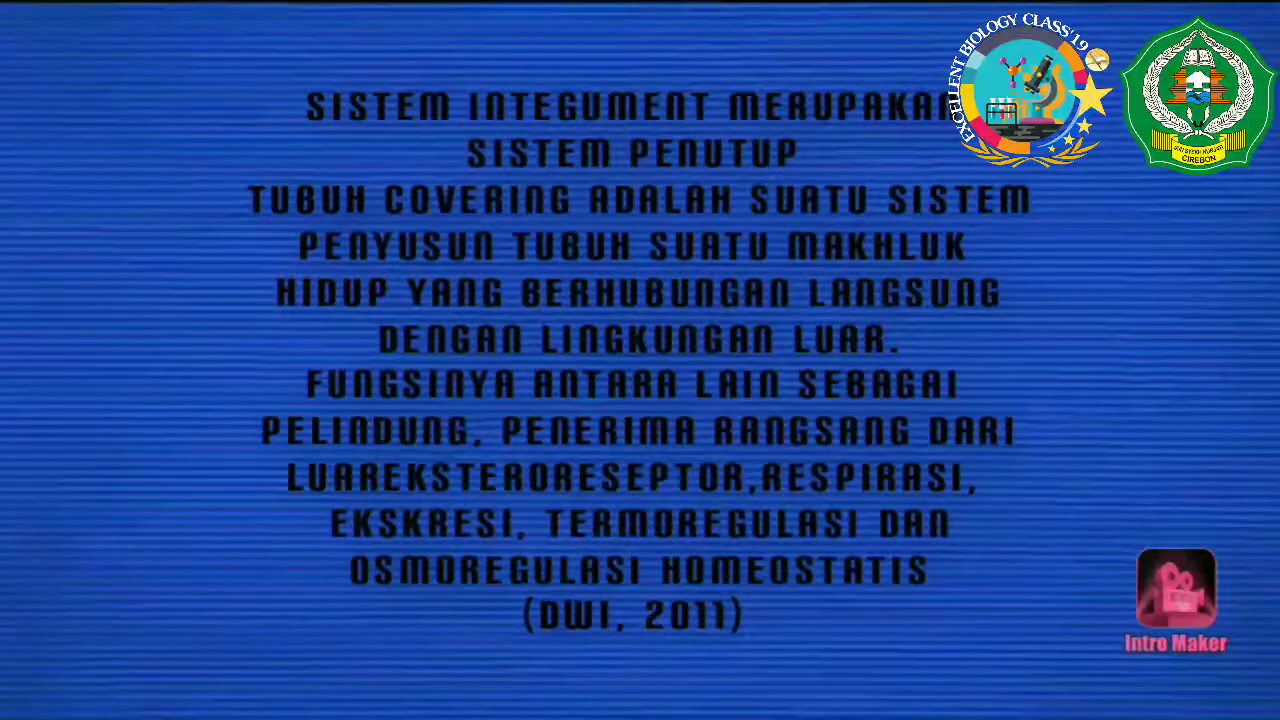 SISTEM INTEGUMENT MERUPAKAN
SISTEM PENUTUP
TUBUH COVERING ADALAH SUATU SISTEM
PENYUSUN TUBUH SUATU MAKHLUK
HIDUP YANG BERHUBUNGAN LANGSUNG
DENGAN LINGKUNGAN LUAR.
FUNGSINYA ANTARA LAIN SEBAGAI
PELINDUNG, PENERIMA RANGSANG DARI
LUAREKSTERORESEPTOR,RESPIRASI,
EKSKRESI, TERMOREGULASI DAN
OSMOREGULASI HOMEOSTATIS
(DWI, 2011)
EXCELLENT BIOLOGY CLASS'19
CIREBON
Intro Maker